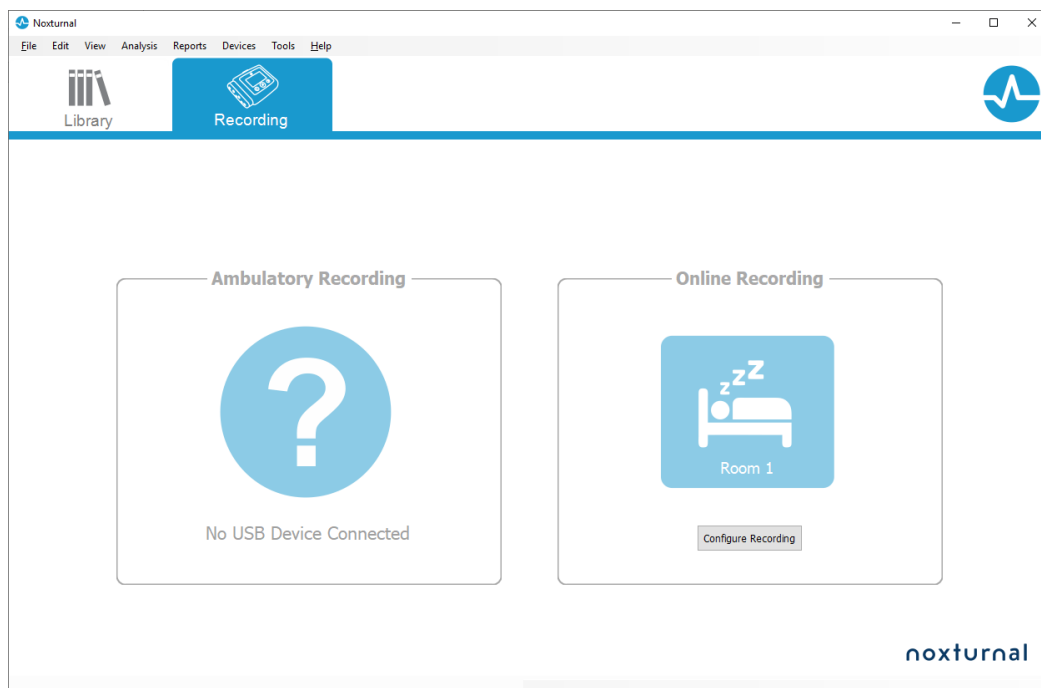 Noxturnal
File Edit View Analysis Reports Devices Tools Help
Library
Recording
Ambulatory Recording
No USB Device Connected
Online Recording
zzZ
Room 1
Configure Recording
noxturnal